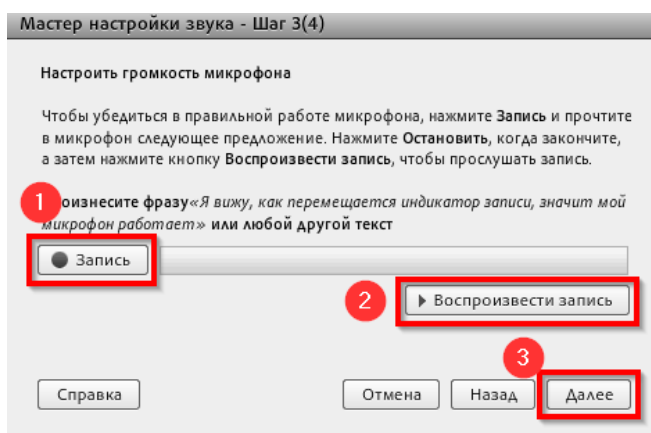 Мастер настройки звука - Шаг 3(4)
Настроить громкость микрофона
Чтобы убедиться в правильной работе микрофона, нажмите Запись и прочтите
в микрофон следующее предложение. Нажмите Остановить, когда закончите,
а затем нажмите кнопку Воспроизвести запись, чтобы прослушать запись.
1
фразу«Я вижу, как перемещается индикатор записи, значит мой
микрофон работает» или любой другой текст
Запись
2
Воспроизвести запись
3
Справка
Отмена
Назад
Далее